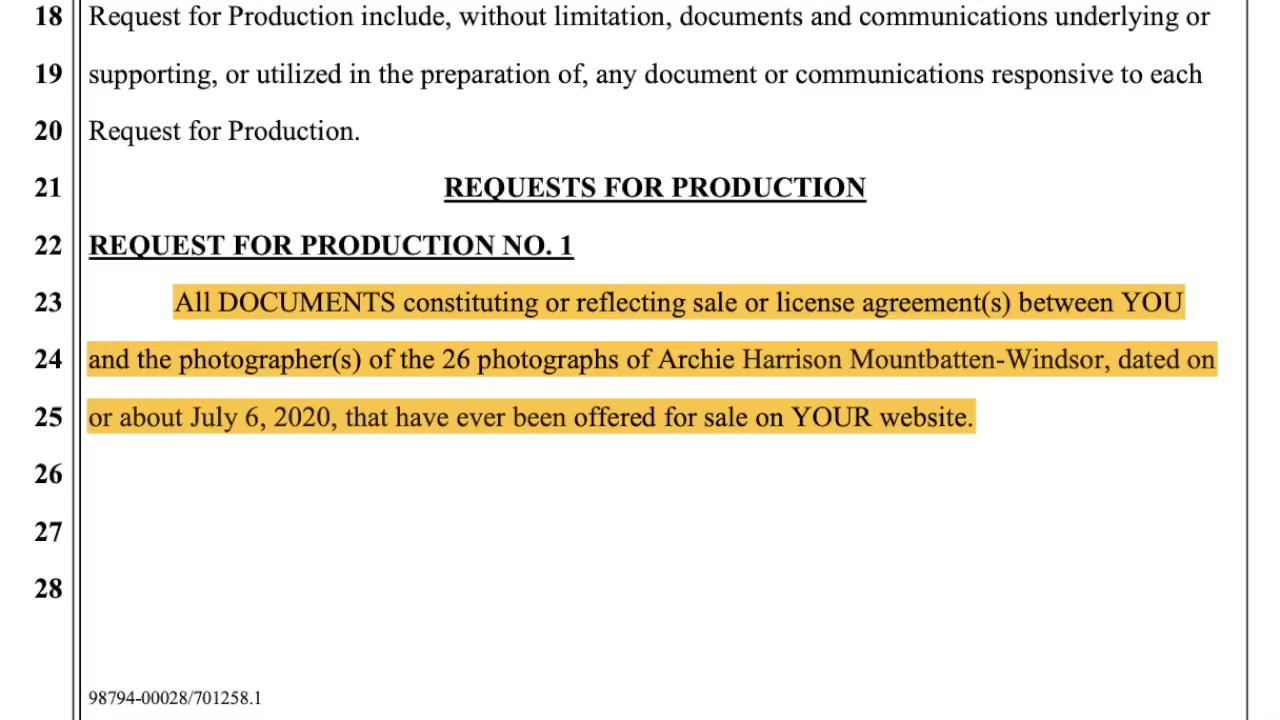 18 Request for Production include, without limitation, documents and communications underlying or
19 supporting, or utilized in the preparation of, any document or communications responsive to each
20 Request for Production.
21 REQUESTS FOR PRODUCTION
22 REQUEST FOR PRODUCTION NO. 1
23 All DOCUMENTS constituting or reflecting sale or license agreement(s) between YOU
24 and the photographer(s) of the 26 photographs of Archie Harrison Mountbatten-Windsor, dated on
25 or about July 6, 2020, that have ever been offered for sale on YOUR website.
26
27
28
98794-00028/701258.1